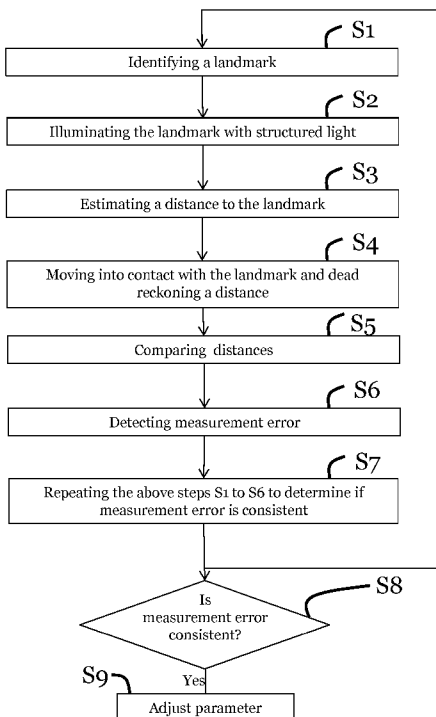 S1
Identifying a landmark
S2
Illuminating the landmark with structured light
S3
Estimating a distance to the landmark
S4
Moving into contact with the landmark and dead
reckoning a distance
S5
Comparing distances
S6
Detecting measurement error
S7
Repeating the above steps S1 to S6 to determine if
measurement error is consistent
S8
Is
measurement error
consistent?
Yes
S9
Adjust parameter